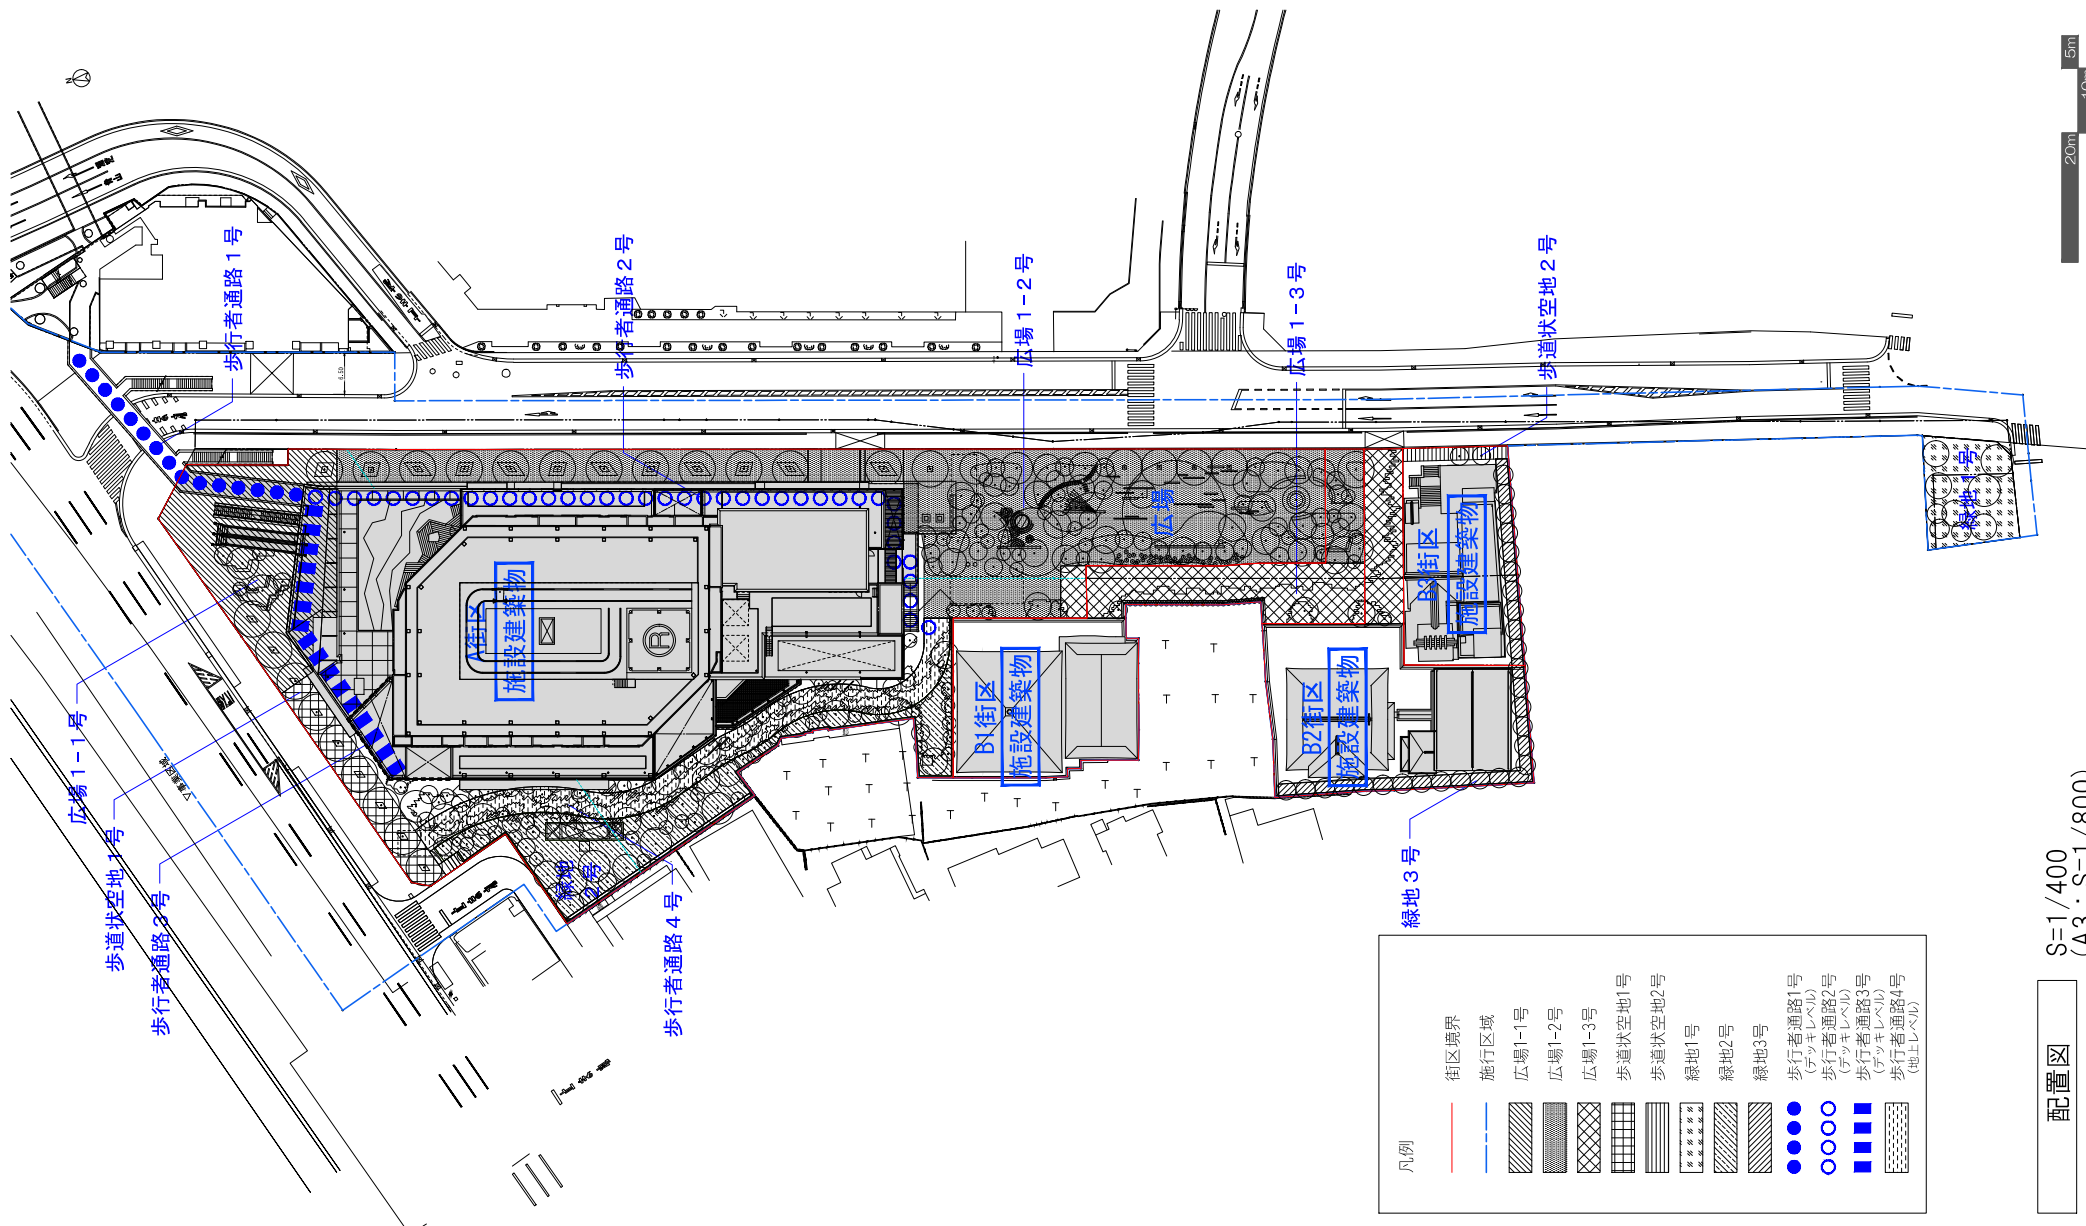 歩行者通路1号
歩行者通路2号
広場1-2号
広場1-3号
歩道状空地2号
緑地1号
広場
A街区
施設建築物
B1街区
施設建築物
B2街区
施設建築物
B3街区
施設建築物
広場1-1号
歩道状空地1号
歩行者通路3号
緑地
2号
歩行者通路4号
緑地3号
N
R
6.50
凡例
街区境界
施行区域
広場1-1号
広場1-2号
広場1-3号
歩道状空地1号
歩道状空地2号
緑地1号
緑地2号
緑地3号
歩行者通路1号
(デッキレベル)
歩行者通路2号
(デッキレベル)
歩行者通路3号
(デッキレベル)
歩行者通路4号
(地上レベル)
配置図
S=1/400
(A3:S=1/800)
5m
10m
20m